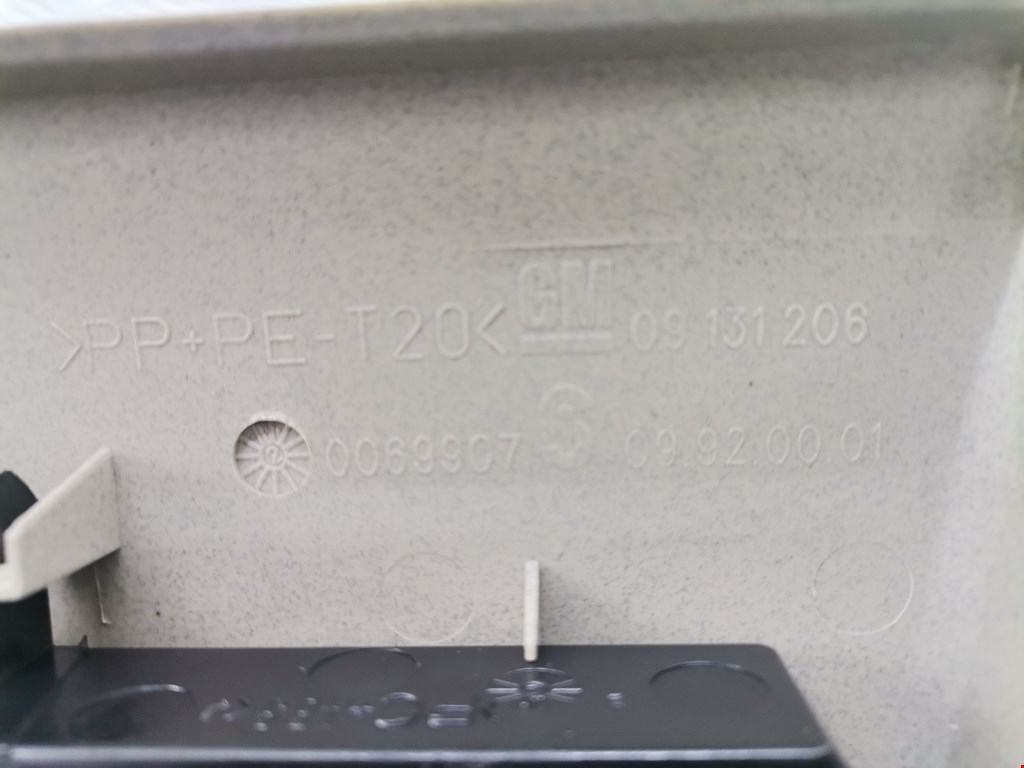 >PP+PE-T20< GM 09 131 206
0069907 S 09.92.00.01